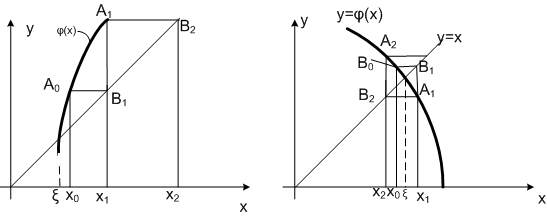 y
A₁
φ(x)
B₂
A₀
B₁
ξ
x₀
x₁
x₂
x
y
y=φ(x)
A₂
y=x
B₀
B₁
B₂
A₁
x₂
x₀
ξ
x₁
x